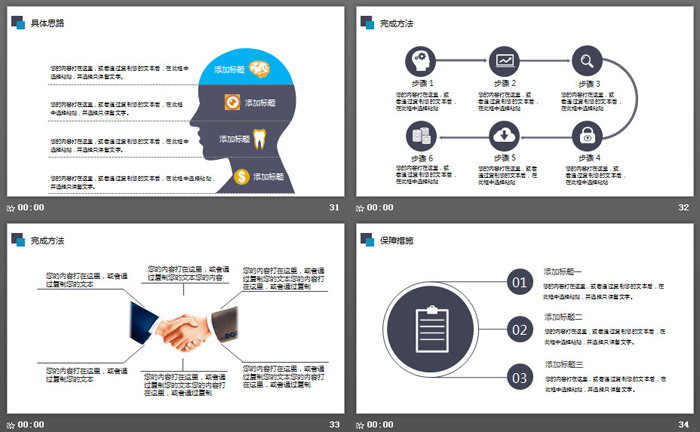 具体思路
您的内容打在这里，或者通过复制您的文本后，在此框中
选择粘贴，并选择只保留文字。
添加标题
您的内容打在这里，或者通过复制您的文本后，在此框
中选择粘贴，并选择只保留文字。
添加标题
您的内容打在这里，或者通过复制您的文本后，在此框
中选择粘贴，并选择只保留文字。
添加标题
您的内容打在这里，或者通过复制您的文本后，在此框中选择粘贴，
并选择只保留文字。
添加标题
00:00
31
完成方法
步骤 1
您的内容打在这里，或
者通过复制您的文本后，
在此框中选择粘贴
步骤 2
您的内容打在这里，或者
通过复制您的文本后，在
此框中选择粘贴
步骤 3
您的内容打在这里，或
者通过复制您的文本后，
在此框中选择粘贴
步骤 6
您的内容打在这里，或
者通过复制您的文本后，
在此框中选择粘贴
步骤 5
您的内容打在这里，或者
通过复制您的文本后，在
此框中选择粘贴
步骤 4
您的内容打在这里，或
者通过复制您的文本后，
在此框中选择粘贴
00:00
32
完成方法
您的内容打在这里，或者通
过复制您的文本
您的内容打在这里，或者通
过复制您的文本您的内容
您的内容打在这里，或者通
过复制您的文本您的内容打
在这里，或者通过复制
您的内容打在这里，或者通
过复制您的文本
您的内容打在这里，或者通
过复制您的文本您的内容打
在这里，或者通过复制
您的内容打在这里，或者通
过复制您的文本您的内容打
在这里，或者通过复制
00:00
33
保障措施
01
添加标题一
您的内容打在这里，或者通过复制您的文本后，在
此框中选择粘贴，并选择只保留文字。
02
添加标题二
您的内容打在这里，或者通过复制您的文本后，在
此框中选择粘贴，并选择只保留文字。
03
添加标题三
您的内容打在这里，或者通过复制您的文本后，在
此框中选择粘贴，并选择只保留文字。
00:00
34